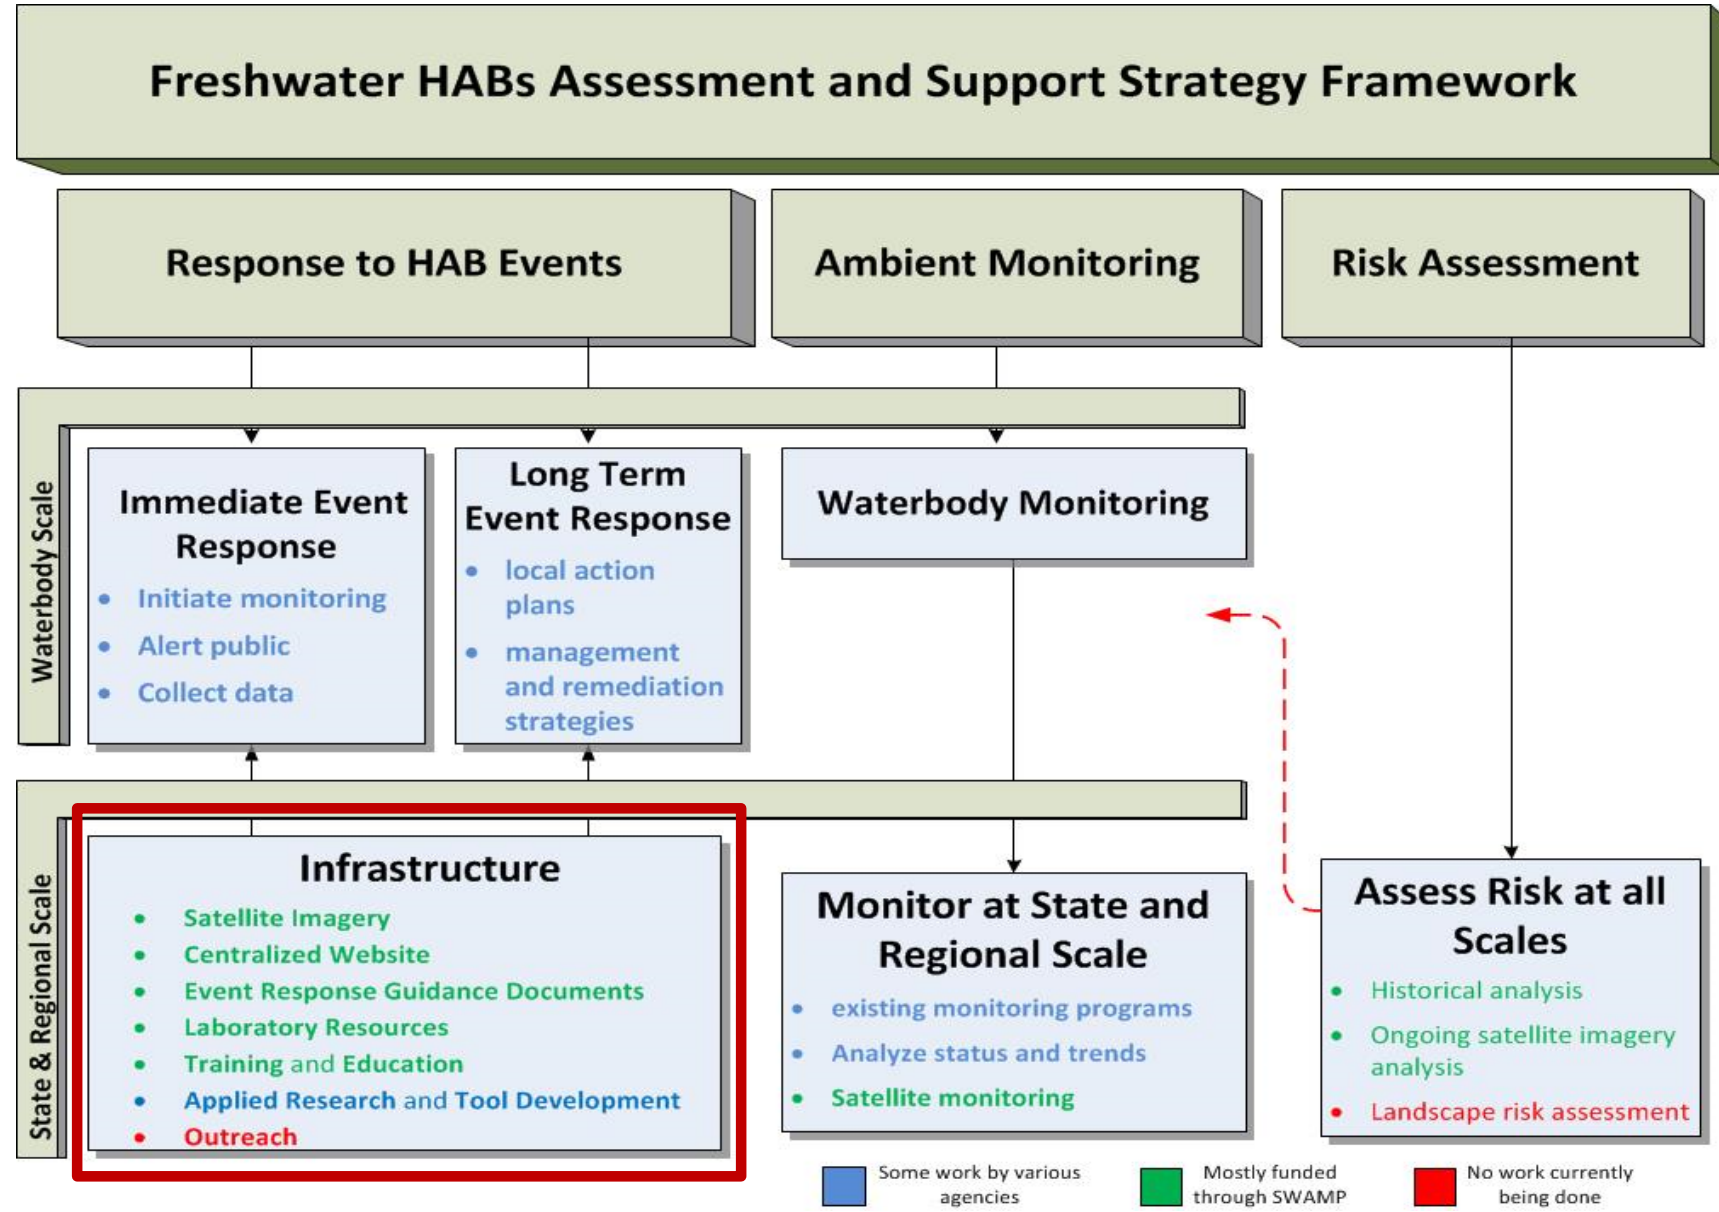 Freshwater HABs Assessment and Support Strategy Framework
Response to HAB Events
Ambient Monitoring
Risk Assessment
Waterbody Scale
Immediate Event
Response
• Initiate monitoring
• Alert public
• Collect data
Long Term
Event Response
• local action
plans
• management
and remediation
strategies
Waterbody Monitoring
State & Regional Scale
Infrastructure
• Satellite Imagery
• Centralized Website
• Event Response Guidance Documents
• Laboratory Resources
• Training and Education
• Applied Research and Tool Development
• Outreach
Monitor at State and
Regional Scale
• existing monitoring programs
• Analyze status and trends
• Satellite monitoring
Assess Risk at all
Scales
• Historical analysis
• Ongoing satellite imagery
analysis
• Landscape risk assessment
Some work by various
agencies
Mostly funded
through SWAMP
No work currently
being done